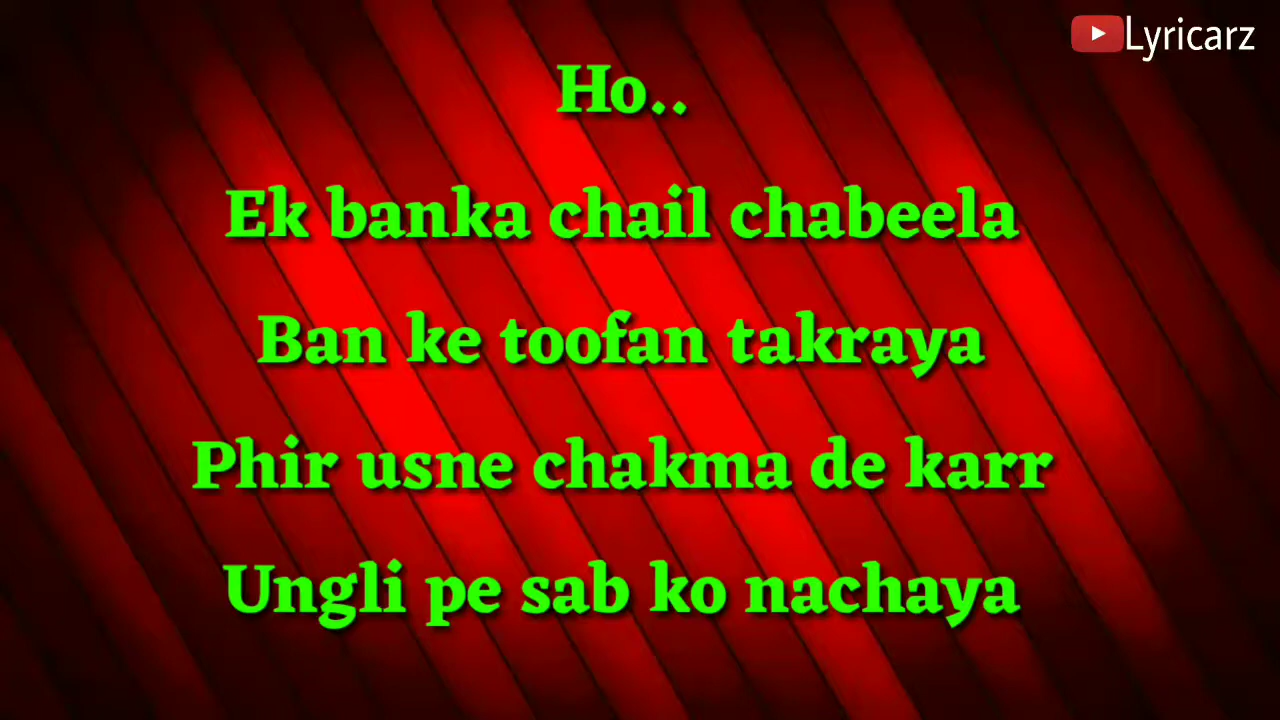 Lyricarz
Ho..
Ek banka chail chabeela
Ban ke toofan takraya
Phir usne chakma de karr
Ungli pe sab ko nachaya